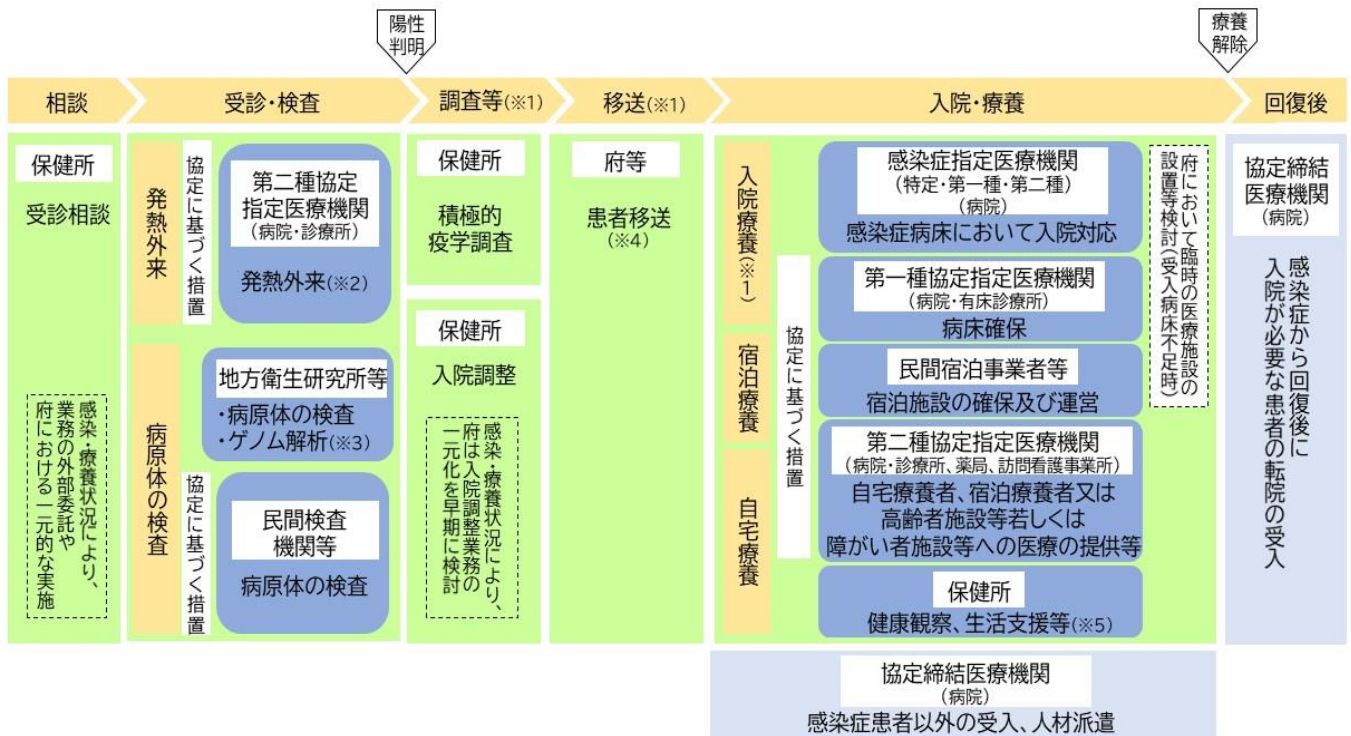 陽性
判明
療養
解除
相談
受診・検査
調査等(※1)
移送(※1)
入院・療養
回復後
保健所
受診相談
感染・療養状況により、
業務の外部委託や
府における一元的な実施
発熱外来
協定に基づく措置
第二種協定
指定医療機関
(病院・診療所)
発熱外来(※2)
病原体の検査
地方衛生研究所等
・病原体の検査
・ゲノム解析(※3)
協定に基づく措置
民間検査
機関等
病原体の検査
保健所
積極的
疫学調査
保健所
入院調整
感染・療養状況により、
府は入院調整業務の
一元化を早期に検討
府等
患者移送
(※4)
入院療養(※1)
宿泊療養
自宅療養
協定に基づく措置
感染症指定医療機関
(特定・第一種・第二種)
(病院)
感染症病床において入院対応
第一種協定指定医療機関
(病院・有床診療所)
病床確保
民間宿泊事業者等
宿泊施設の確保及び運営
第二種協定指定医療機関
(病院・診療所、薬局、訪問看護事業所)
自宅療養者、宿泊療養者又は
高齢者施設等若しくは
障がい者施設等への医療の提供等
保健所
健康観察、生活支援等(※5)
府において臨時の医療施設の
設置等検討(受入病床不足時)
協定締結医療機関
(病院)
感染症患者以外の受入、人材派遣
協定締結
医療機関
(病院)
感染症から回復後に
入院が必要な患者の転院の受入